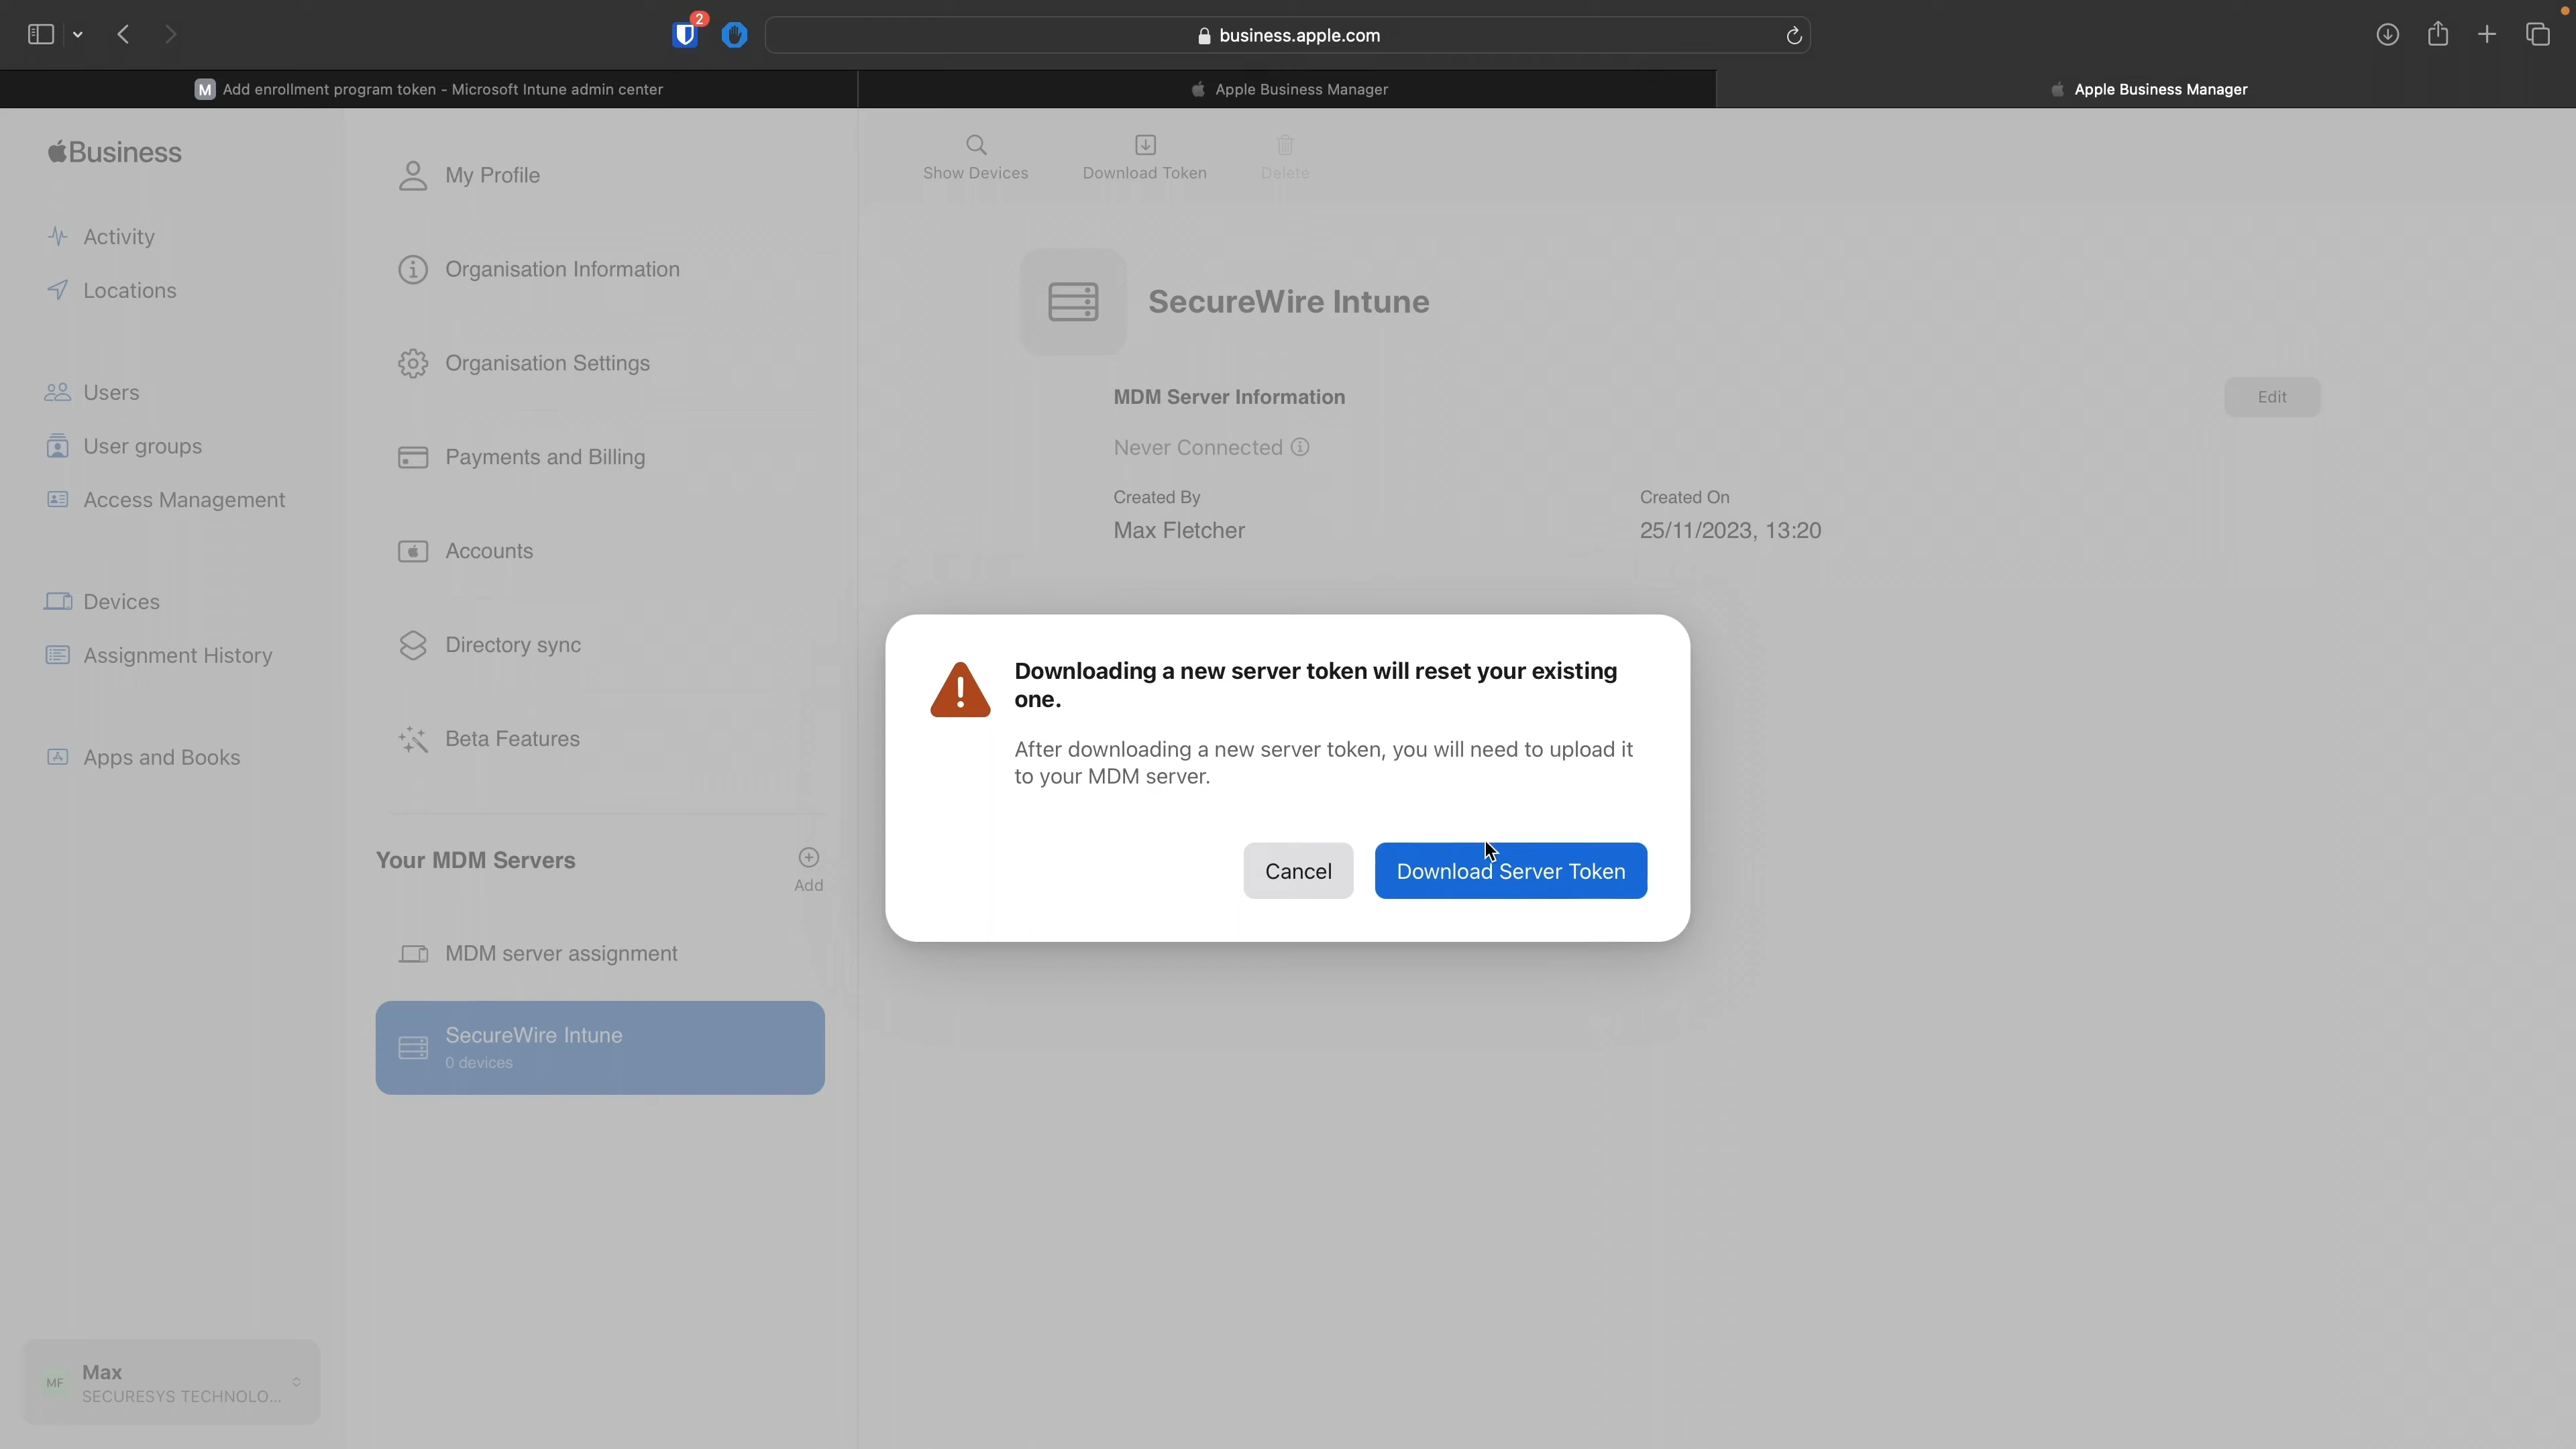 2
business.apple.com
M Add enrollment program token - Microsoft Intune admin center
Apple Business Manager
Apple Business Manager
Business
Activity
Locations
Users
User groups
Access Management
Devices
Assignment History
Apps and Books
MF
Max
SECURESYS TECHNOLO...
My Profile
Organisation Information
Organisation Settings
Payments and Billing
Accounts
Directory sync
Beta Features
Your MDM Servers
Add
MDM server assignment
SecureWire Intune
0 devices
Show Devices
Download Token
Delete
SecureWire Intune
MDM Server Information
Edit
Never Connected
Created By
Max Fletcher
Created On
25/11/2023, 13:20
Downloading a new server token will reset your existing
one.
After downloading a new server token, you will need to upload it
to your MDM server.
Cancel
Download Server Token